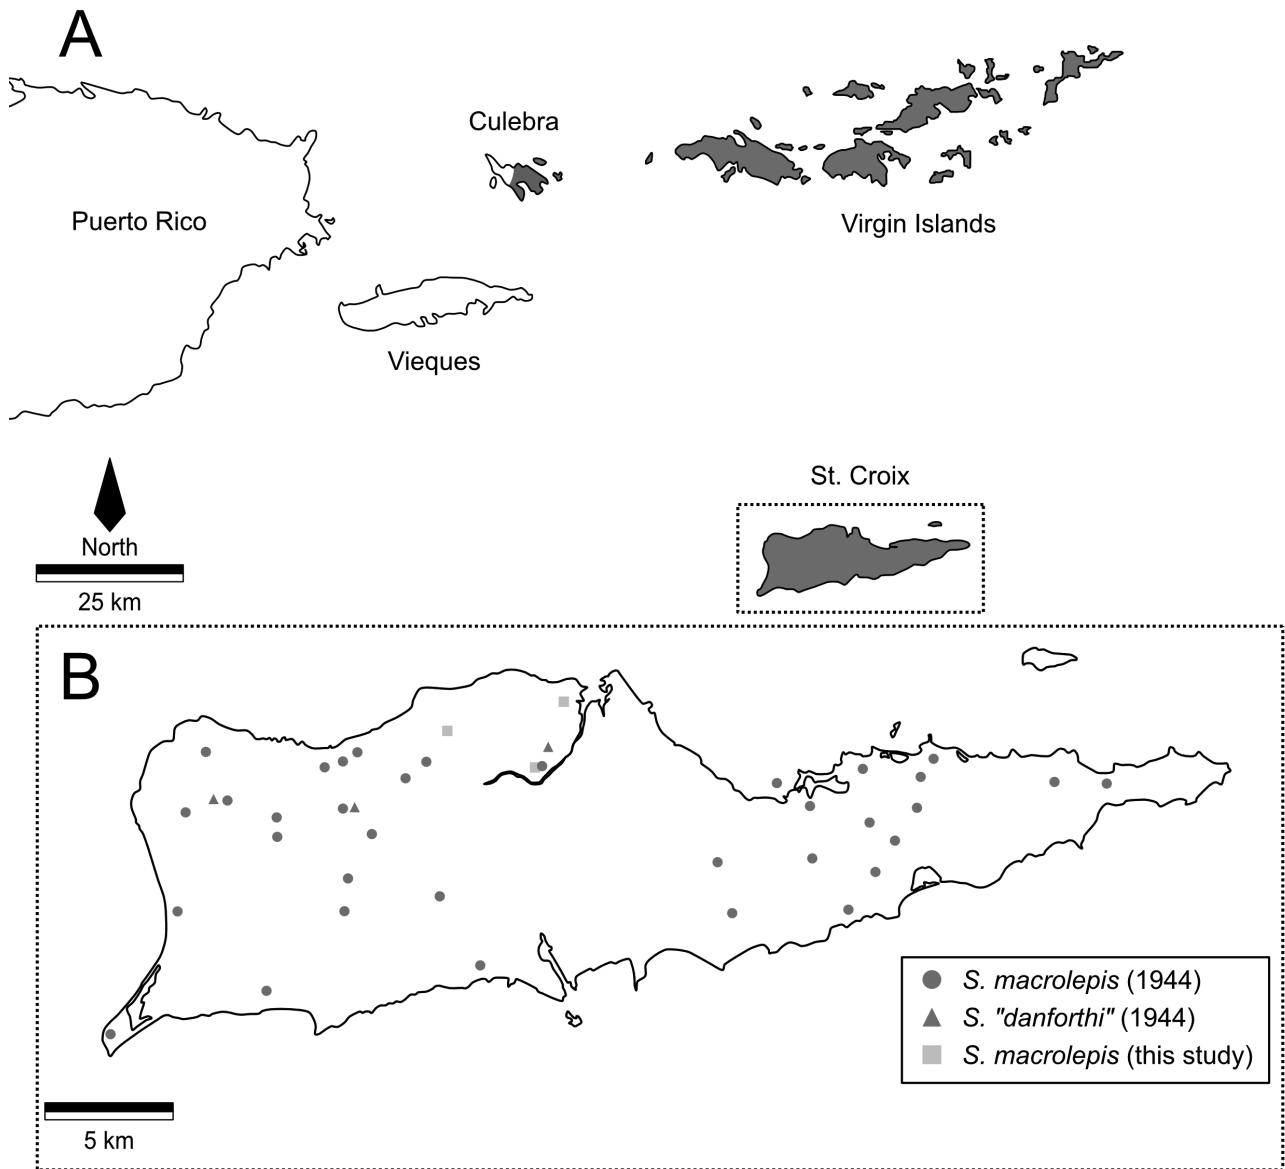 A
Culebra
Puerto Rico
Virgin Islands
Vieques
St. Croix
North
25 km
B
S. macrolepis (1944)
S. "danforthi" (1944)
S. macrolepis (this study)
5 km